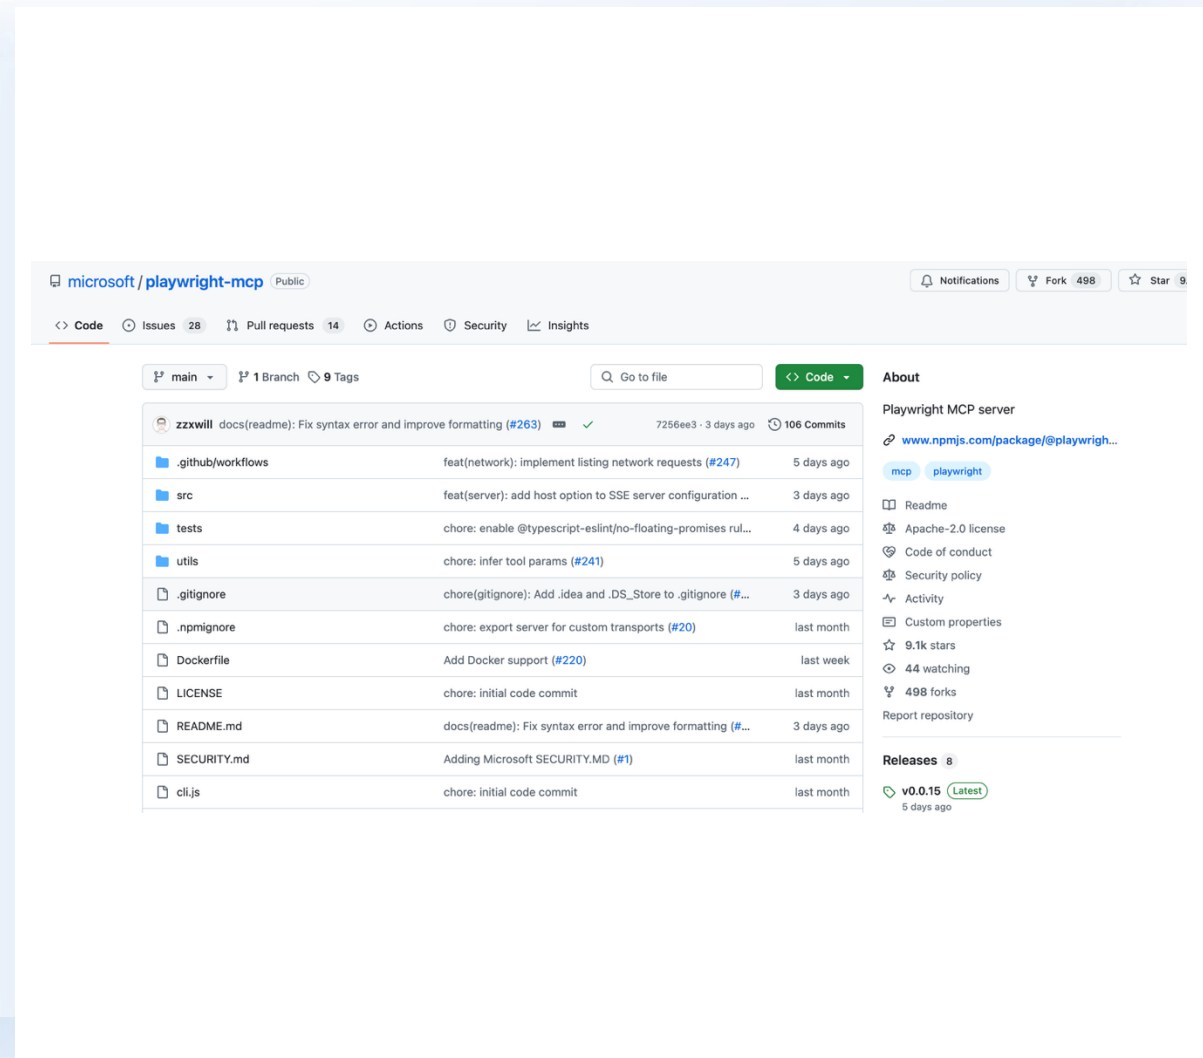 microsoft / playwright-mcp Public
Notifications Fork 498 Star 9.
Code Issues 28 Pull requests 14 Actions Security Insights
main 1 Branch 9 Tags Go to file Code
zzxwill docs(readme): Fix syntax error and improve formatting (#263) 7256ee3 · 3 days ago 106 Commits
.github/workflows feat(network): implement listing network requests (#247) 5 days ago
src feat(server): add host option to SSE server configuration ... 3 days ago
tests chore: enable @typescript-eslint/no-floating-promises rul... 4 days ago
utils chore: infer tool params (#241) 5 days ago
.gitignore chore(gitignore): Add .idea and .DS_Store to .gitignore (#... 3 days ago
.npmignore chore: export server for custom transports (#20) last month
Dockerfile Add Docker support (#220) last week
LICENSE chore: initial code commit last month
README.md docs(readme): Fix syntax error and improve formatting (#... 3 days ago
SECURITY.md Adding Microsoft SECURITY.MD (#1) last month
cli.js chore: initial code commit last month
About
Playwright MCP server
www.npmjs.com/package/@playwrigh...
mcp playwright
Readme
Apache-2.0 license
Code of conduct
Security policy
Activity
Custom properties
9.1k stars
44 watching
498 forks
Report repository
Releases 8
v0.0.15 Latest
5 days ago